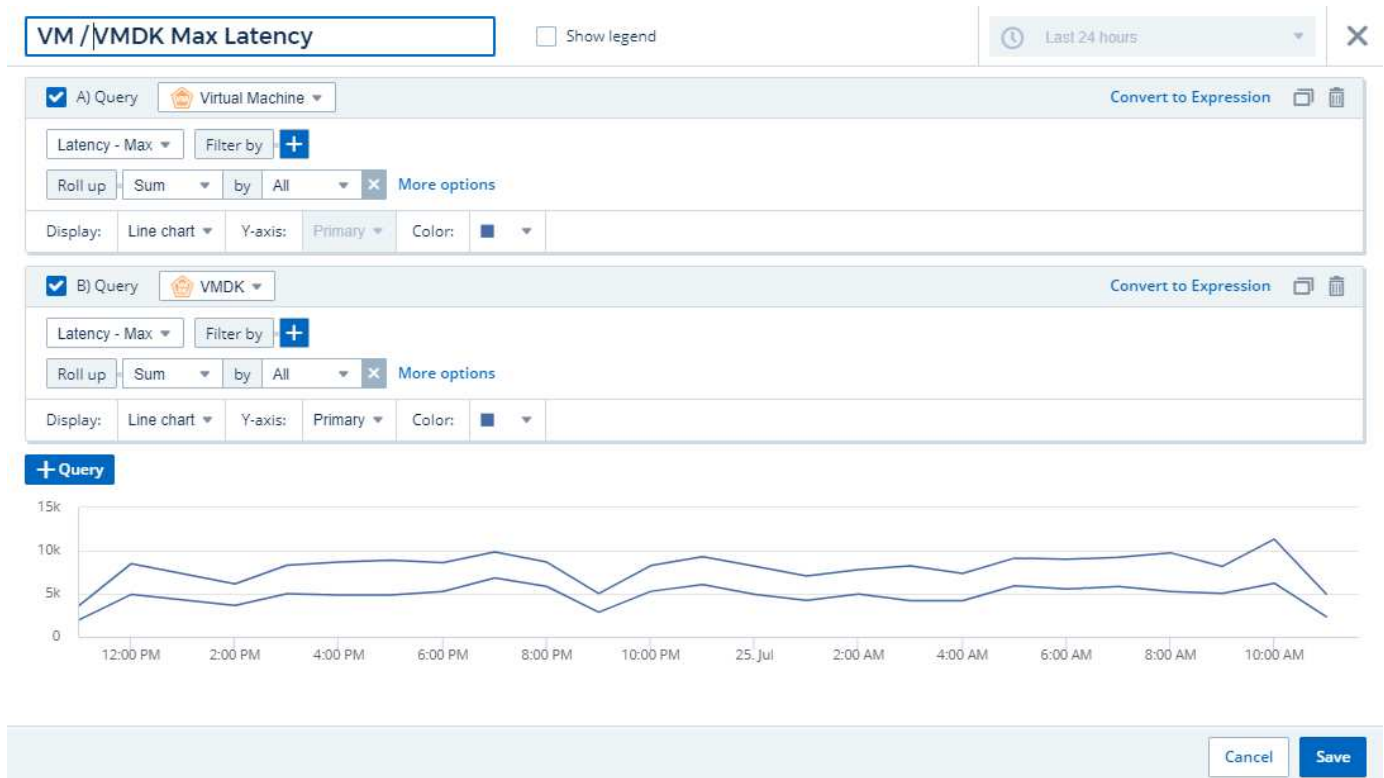 VM / VMDK Max Latency Show legend Last 24 hours
A) Query Virtual Machine Convert to Expression
Latency - Max Filter by +
Roll up Sum by All × More options
Display: Line chart Y-axis: Primary Color:
B) Query VMDK Convert to Expression
Latency - Max Filter by +
Roll up Sum by All × More options
Display: Line chart Y-axis: Primary Color:
+ Query
15k
10k
5k
0
12:00 PM 2:00 PM 4:00 PM 6:00 PM 8:00 PM 10:00 PM 25. Jul 2:00 AM 4:00 AM 6:00 AM 8:00 AM 10:00 AM
Cancel Save